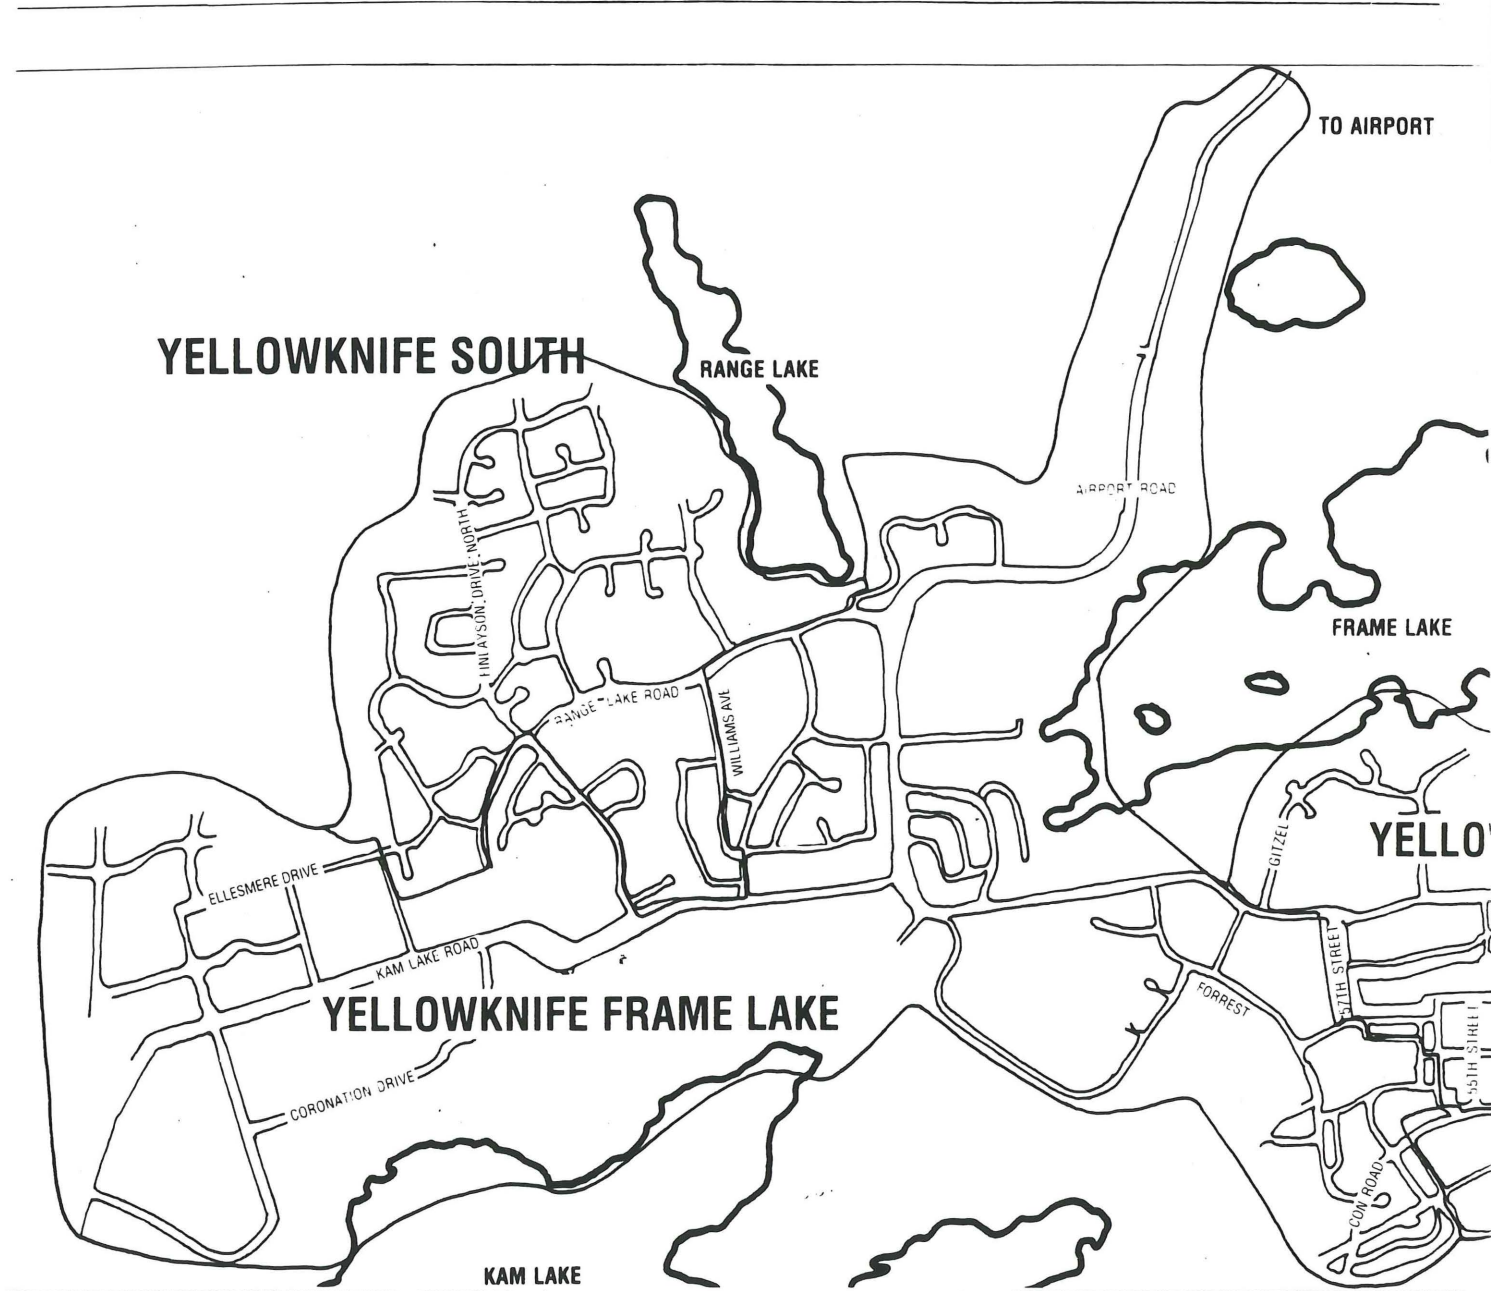 TO AIRPORT
YELLOWKNIFE SOUTH
RANGE LAKE
AIRPORT ROAD
FINLAYSON DRIVE NORTH
FRAME LAKE
RANGE LAKE ROAD
WILLIAMS AVE
GITZEL
YELLO
ELLESMERE DRIVE
KAM LAKE ROAD
57TH STREET
FORREST
YELLOWKNIFE FRAME LAKE
55TH STREET
CORONATION DRIVE
CON ROAD
KAM LAKE